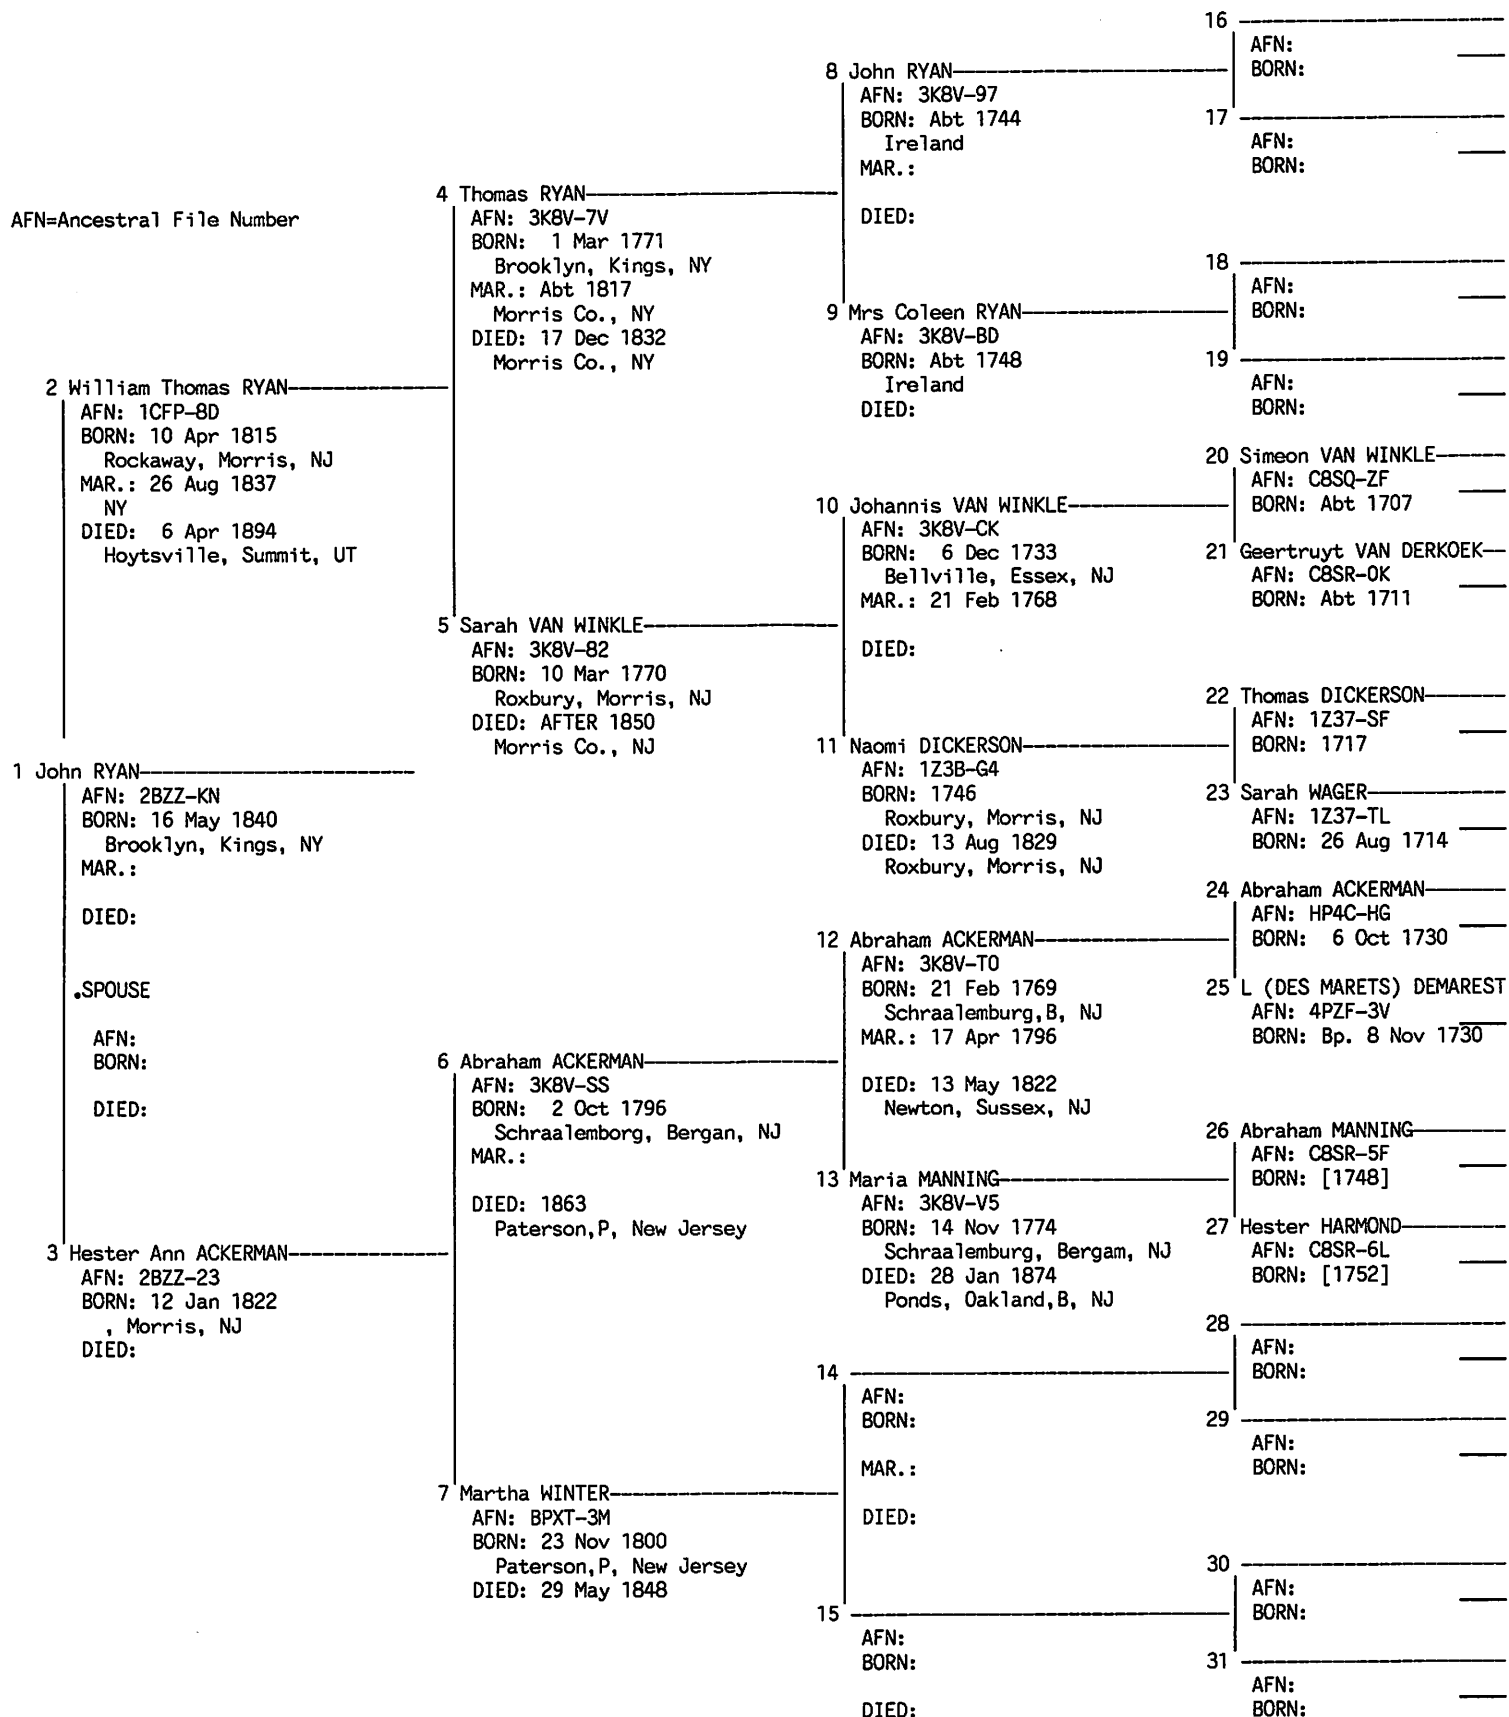 AFN=Ancestral File Number
1 John RYAN
AFN: 2BZZ-KN
BORN: 16 May 1840
Brooklyn, Kings, NY
MAR.:
DIED:
.SPOUSE
AFN:
BORN:
DIED:
2 William Thomas RYAN
AFN: 1CFP-8D
BORN: 10 Apr 1815
Rockaway, Morris, NJ
MAR.: 26 Aug 1837
NY
DIED: 6 Apr 1894
Hoytsville, Summit, UT
3 Hester Ann ACKERMAN
AFN: 2BZZ-23
BORN: 12 Jan 1822
, Morris, NJ
DIED:
4 Thomas RYAN
AFN: 3K8V-7V
BORN: 1 Mar 1771
Brooklyn, Kings, NY
MAR.: Abt 1817
Morris Co., NY
DIED: 17 Dec 1832
Morris Co., NY
5 Sarah VAN WINKLE
AFN: 3K8V-82
BORN: 10 Mar 1770
Roxbury, Morris, NJ
DIED: AFTER 1850
Morris Co., NJ
6 Abraham ACKERMAN
AFN: 3K8V-SS
BORN: 2 Oct 1796
Schraalemborg, Bergan, NJ
MAR.:
DIED: 1863
Paterson,P, New Jersey
7 Martha WINTER
AFN: BPXT-3M
BORN: 23 Nov 1800
Paterson,P, New Jersey
DIED: 29 May 1848
8 John RYAN
AFN: 3K8V-97
BORN: Abt 1744
Ireland
MAR.:
DIED:
9 Mrs Coleen RYAN
AFN: 3K8V-BD
BORN: Abt 1748
Ireland
DIED:
10 Johannis VAN WINKLE
AFN: 3K8V-CK
BORN: 6 Dec 1733
Bellville, Essex, NJ
MAR.: 21 Feb 1768
DIED:
11 Naomi DICKERSON
AFN: 1Z3B-G4
BORN: 1746
Roxbury, Morris, NJ
DIED: 13 Aug 1829
Roxbury, Morris, NJ
12 Abraham ACKERMAN
AFN: 3K8V-T0
BORN: 21 Feb 1769
Schraalemburg,B, NJ
MAR.: 17 Apr 1796
DIED: 13 May 1822
Newton, Sussex, NJ
13 Maria MANNING
AFN: 3K8V-V5
BORN: 14 Nov 1774
Schraalemburg, Bergam, NJ
DIED: 28 Jan 1874
Ponds, Oakland,B, NJ
14
AFN:
BORN:
MAR.:
DIED:
15
AFN:
BORN:
DIED:
16
AFN:
BORN:
17
AFN:
BORN:
18
AFN:
BORN:
19
AFN:
BORN:
20 Simeon VAN WINKLE
AFN: C8SQ-ZF
BORN: Abt 1707
21 Geertruyt VAN DERKOEK
AFN: C8SR-0K
BORN: Abt 1711
22 Thomas DICKERSON
AFN: 1Z37-SF
BORN: 1717
23 Sarah WAGER
AFN: 1Z37-TL
BORN: 26 Aug 1714
24 Abraham ACKERMAN
AFN: HP4C-HG
BORN: 6 Oct 1730
25 L (DES MARETS) DEMAREST
AFN: 4PZF-3V
BORN: Bp. 8 Nov 1730
26 Abraham MANNING
AFN: C8SR-5F
BORN: [1748]
27 Hester HARMOND
AFN: C8SR-6L
BORN: [1752]
28
AFN:
BORN:
29
AFN:
BORN:
30
AFN:
BORN:
31
AFN:
BORN: